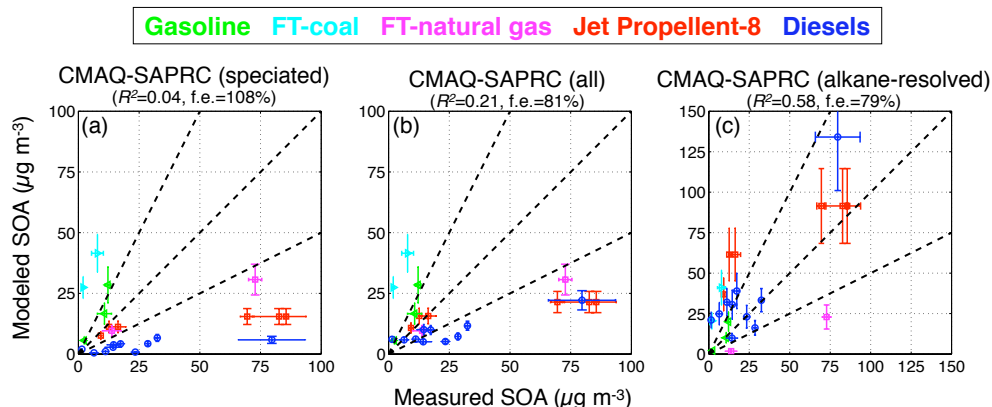 Gasoline FT-coal FT-natural gas Jet Propellent-8 Diesels
CMAQ-SAPRC (speciated)
(R²=0.04, f.e.=108%)
CMAQ-SAPRC (all)
(R²=0.21, f.e.=81%)
CMAQ-SAPRC (alkane-resolved)
(R²=0.58, f.e.=79%)
Modeled SOA (μg m⁻³)
(a)
100
75
50
25
0
0 25 50 75 100
(b)
100
75
50
25
0
0 25 50 75 100
(c)
150
125
100
75
50
25
0
0 25 50 75 100 125 150
Measured SOA (μg m⁻³)